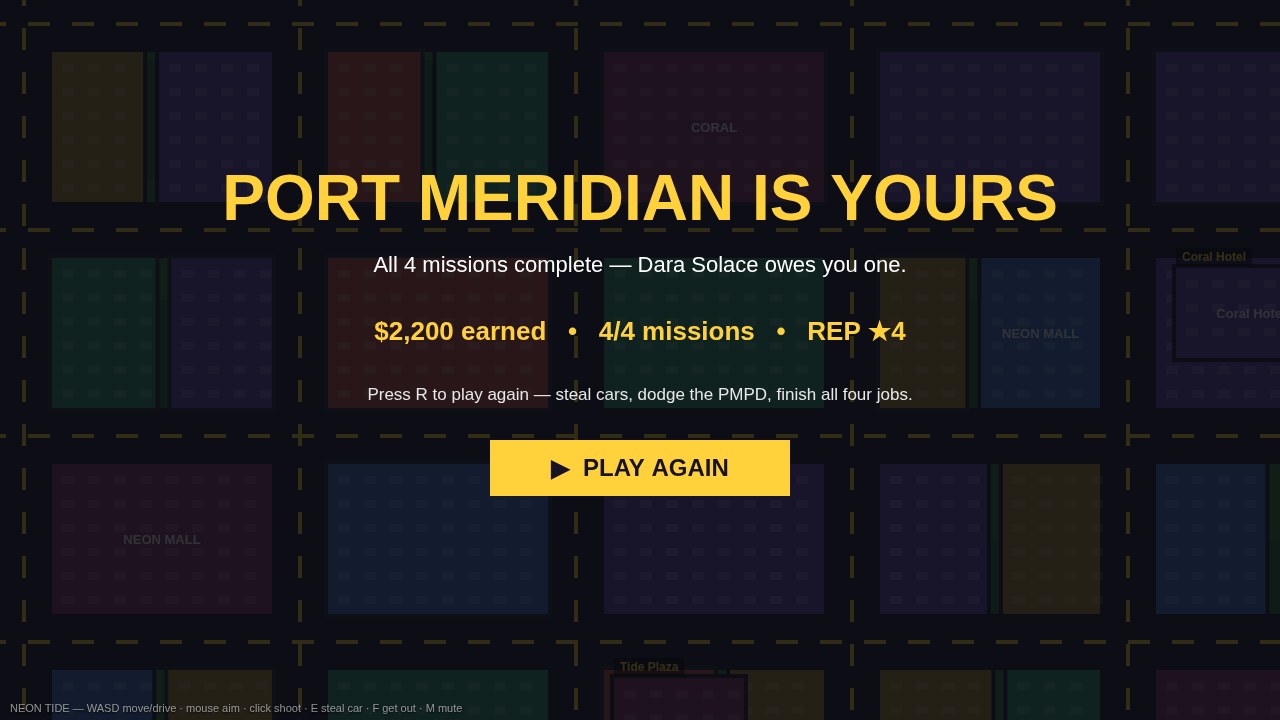 CORAL
PORT MERIDIAN IS YOURS
Coral Hotel
All 4 missions complete — Dara Solace owes you one.
$2,200 earned • 4/4 missions • REP ★4
Coral Hote
NEON MALL
Press R to play again — steal cars, dodge the PMPD, finish all four jobs.
▶ PLAY AGAIN
NEON MALL
Tide Plaza
NEON TIDE — WASD move/drive · mouse aim · click shoot · E steal car · F get out · M mute